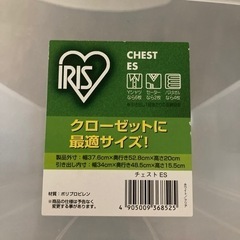 IRIS
CHEST
ES
クローゼットに
最適サイズ!
製品外寸:幅37.6cm×奥行き52.8cm×高さ20cm
引き出し内寸:幅34cm×奥行き48.5cm×高さ15.5cm
材質:ポリプロピレン
チェスト ES
4 905009 368525